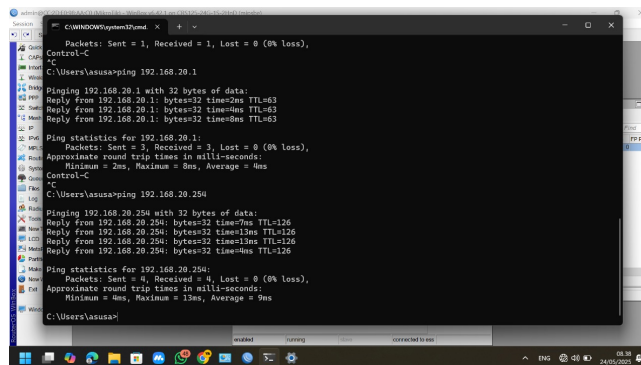 C:\WINDOWS\system32\cmd.
Packets: Sent = 1, Received = 1, Lost = 0 (0% loss),
Control-C
^C
C:\Users\asusa>ping 192.168.20.1
Pinging 192.168.20.1 with 32 bytes of data:
Reply from 192.168.20.1: bytes=32 time=2ms TTL=63
Reply from 192.168.20.1: bytes=32 time=4ms TTL=63
Reply from 192.168.20.1: bytes=32 time=8ms TTL=63
Ping statistics for 192.168.20.1:
Packets: Sent = 3, Received = 3, Lost = 0 (0% loss),
Approximate round trip times in milli-seconds:
Minimum = 2ms, Maximum = 8ms, Average = 4ms
Control-C
^C
C:\Users\asusa>ping 192.168.20.254
Pinging 192.168.20.254 with 32 bytes of data:
Reply from 192.168.20.254: bytes=32 time=7ms TTL=126
Reply from 192.168.20.254: bytes=32 time=13ms TTL=126
Reply from 192.168.20.254: bytes=32 time=13ms TTL=126
Reply from 192.168.20.254: bytes=32 time=4ms TTL=126
Ping statistics for 192.168.20.254:
Packets: Sent = 4, Received = 4, Lost = 0 (0% loss),
Approximate round trip times in milli-seconds:
Minimum = 4ms, Maximum = 13ms, Average = 9ms
C:\Users\asusa>
Session
Quick
CAPs
Interf
Bridg
PPP
Mesh
IP
IPv6
MPLS
Files
Log
Tools
LCD
Exit
enabled
running
connected to ess
ENG
08.38
24/05/2025